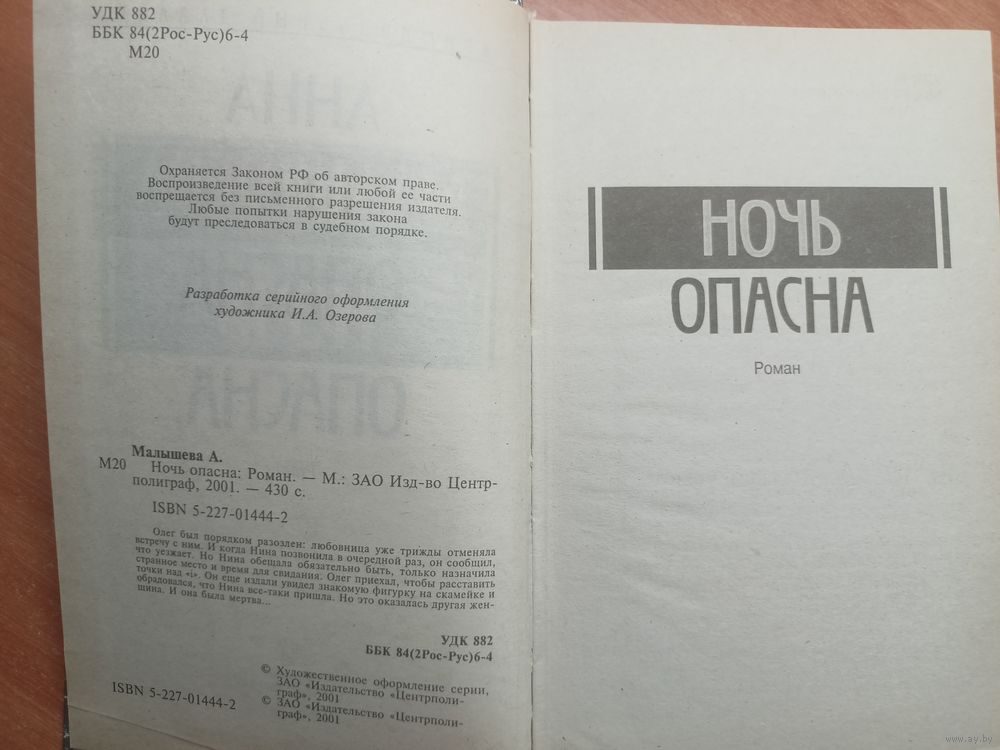 УДК 882
ББК 84(2Рос-Рус)6-4
М20
Охраняется Законом РФ об авторском праве.
Воспроизведение всей книги или любой ее части
воспрещается без письменного разрешения издателя.
Любые попытки нарушения закона
будут преследоваться в судебном порядке.
Разработка серийного оформления
художника И.А. Озерова
Малышева А.
М20 Ночь опасна: Роман. — М.: ЗАО Изд-во Центр-
полиграф, 2001. — 430 с.
ISBN 5-227-01444-2
Олег был порядком разозлен: любовница уже трижды отменяла
встречу с ним. И когда Нина позвонила в очередной раз, он сообщил,
что уезжает. Но Нина обещала обязательно быть, только назначила
странное место и время для свидания. Олег приехал, чтобы расставить
точки над «i». Он еще издали увидел знакомую фигурку на скамейке и
обрадовался, что Нина все-таки пришла. Но это оказалась другая жен-
щина. И она была мертва...
УДК 882
ББК 84(2Рос-Рус)6-4
© Художественное оформление серии,
ЗАО «Издательство «Центрполи-
граф», 2001
ISBN 5-227-01444-2
© ЗАО «Издательство «Центрполи-
граф», 2001
НОЧЬ
ОПАСНА
Роман
www.ay.by